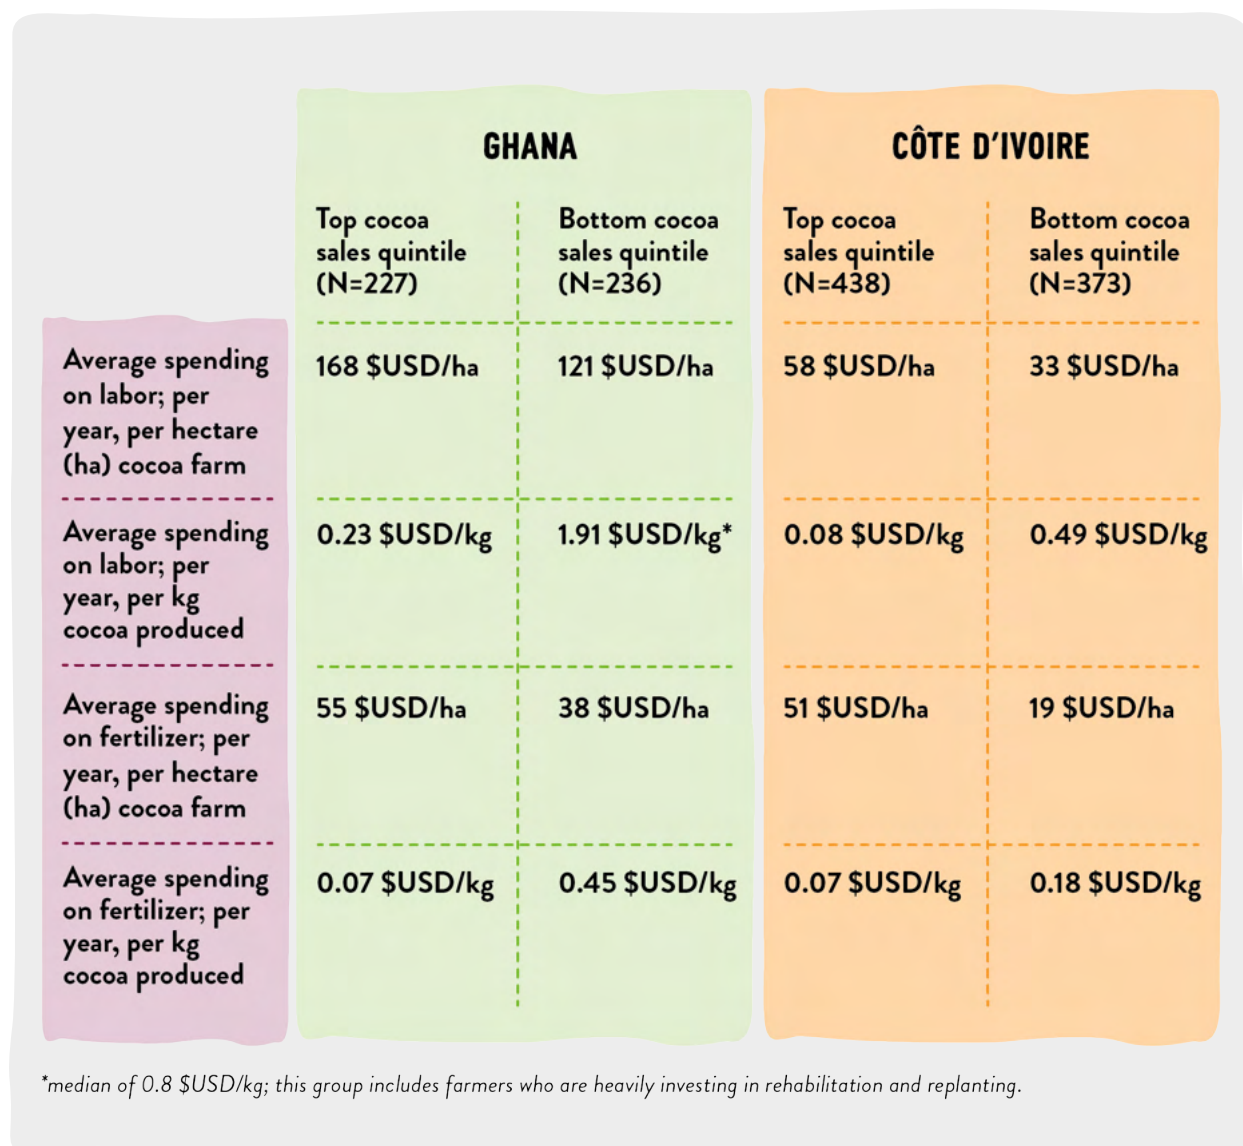 GHANA
CÔTE D'IVOIRE
Top cocoa
sales quintile
(N=227)
Bottom cocoa
sales quintile
(N=236)
Top cocoa
sales quintile
(N=438)
Bottom cocoa
sales quintile
(N=373)
Average spending
on labor; per
year, per hectare
(ha) cocoa farm
168 $USD/ha
121 $USD/ha
58 $USD/ha
33 $USD/ha
Average spending
on labor; per
year, per kg
cocoa produced
0.23 $USD/kg
1.91 $USD/kg*
0.08 $USD/kg
0.49 $USD/kg
Average spending
on fertilizer; per
year, per hectare
(ha) cocoa farm
55 $USD/ha
38 $USD/ha
51 $USD/ha
19 $USD/ha
Average spending
on fertilizer; per
year, per kg
cocoa produced
0.07 $USD/kg
0.45 $USD/kg
0.07 $USD/kg
0.18 $USD/kg
*median of 0.8 $USD/kg; this group includes farmers who are heavily investing in rehabilitation and replanting.